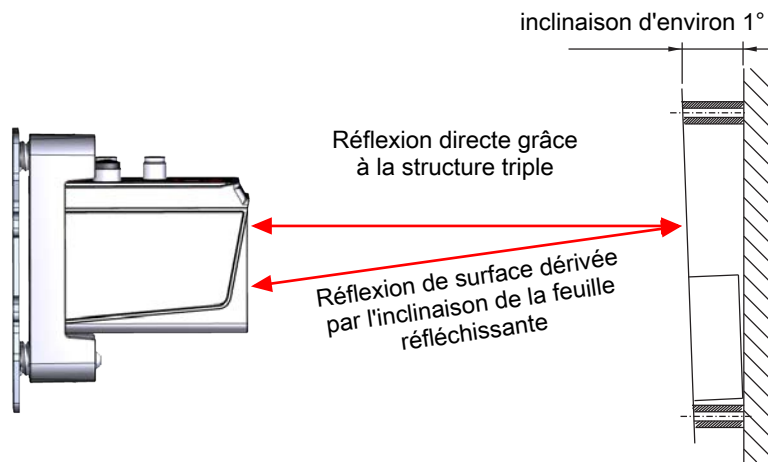 inclinaison d'environ 1°
Réflexion directe grâce
à la structure triple
Réflexion de surface dérivée
par l'inclinaison de la feuille
réfléchissante